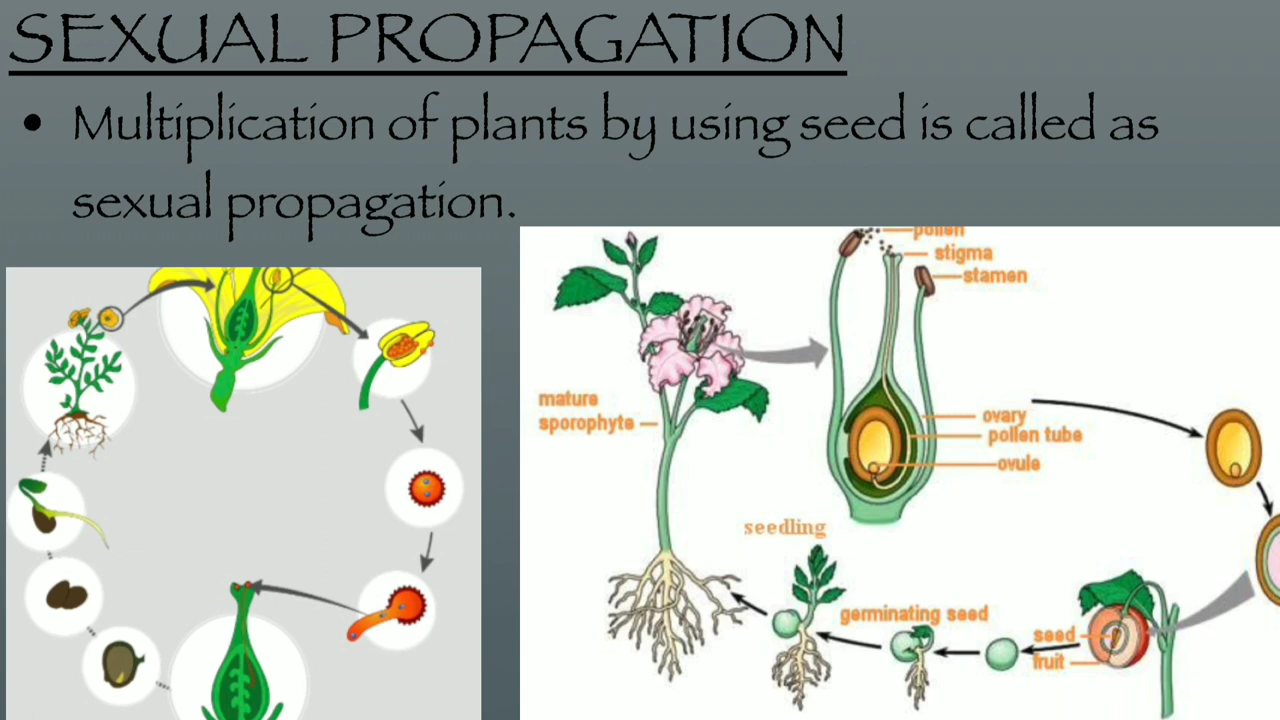 SEXUAL PROPAGATION
• Multiplication of plants by using seed is called as
sexual propagation.
pollen
stigma
stamen
mature
sporophyte
ovary
pollen tube
ovule
seedling
germinating seed
seed
fruit